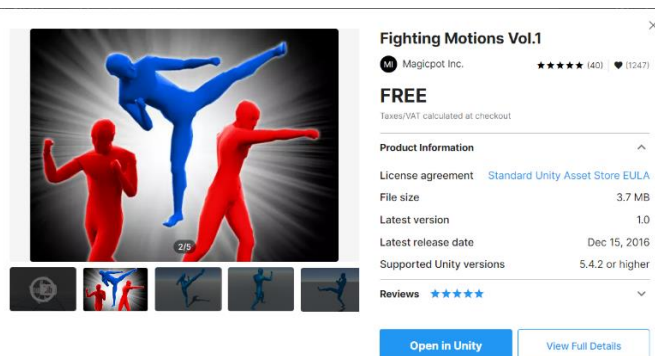 Fighting Motions Vol.1
MI Magicpot Inc. ★★★★★ (40) | ♥ (1247)
FREE
Taxes/VAT calculated at checkout
Product Information
License agreement Standard Unity Asset Store EULA
File size 3.7 MB
Latest version 1.0
Latest release date Dec 15, 2016
Supported Unity versions 5.4.2 or higher
Reviews ★★★★★
2/5
Open in Unity View Full Details